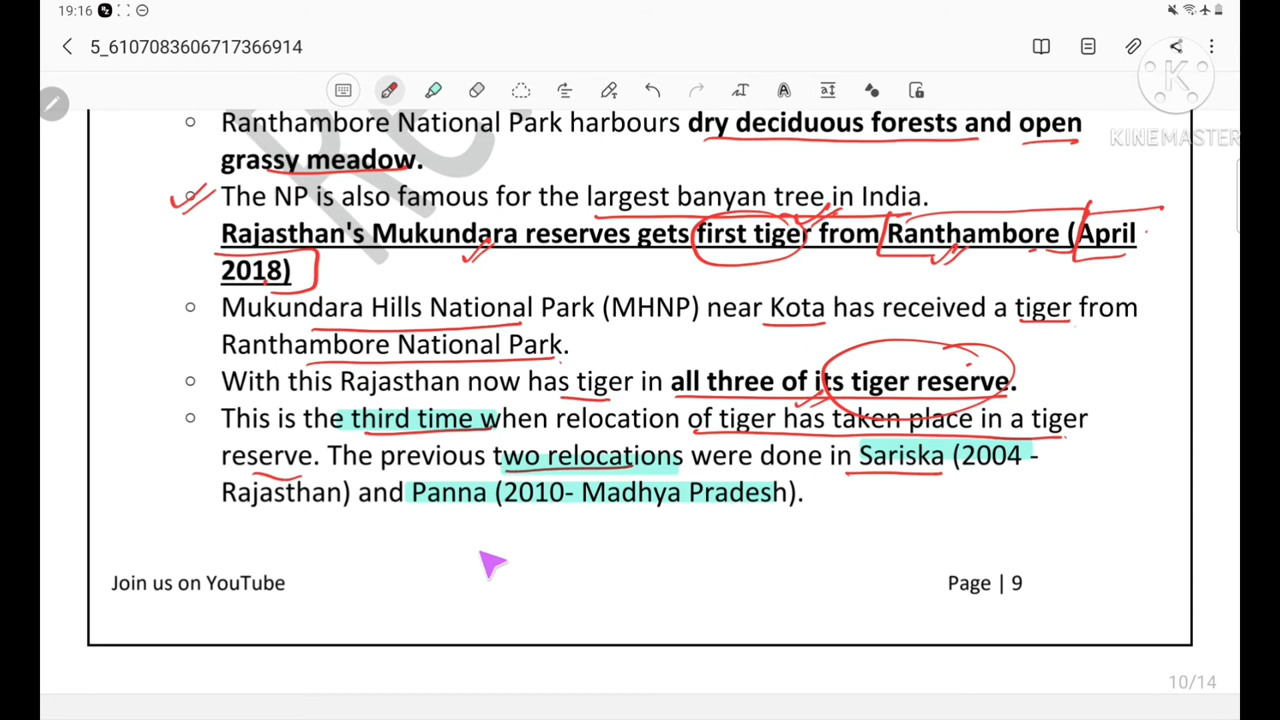 19:16
5_6107083606717366914
KINEMASTER
○ Ranthambore National Park harbours dry deciduous forests and open
grassy meadow.
○ The NP is also famous for the largest banyan tree in India.
Rajasthan's Mukundara reserves gets first tiger from Ranthambore (April
2018)
○ Mukundara Hills National Park (MHNP) near Kota has received a tiger from
Ranthambore National Park.
○ With this Rajasthan now has tiger in all three of its tiger reserve.
○ This is the third time when relocation of tiger has taken place in a tiger
reserve. The previous two relocations were done in Sariska (2004 -
Rajasthan) and Panna (2010- Madhya Pradesh).
Join us on YouTube
Page | 9
10/14